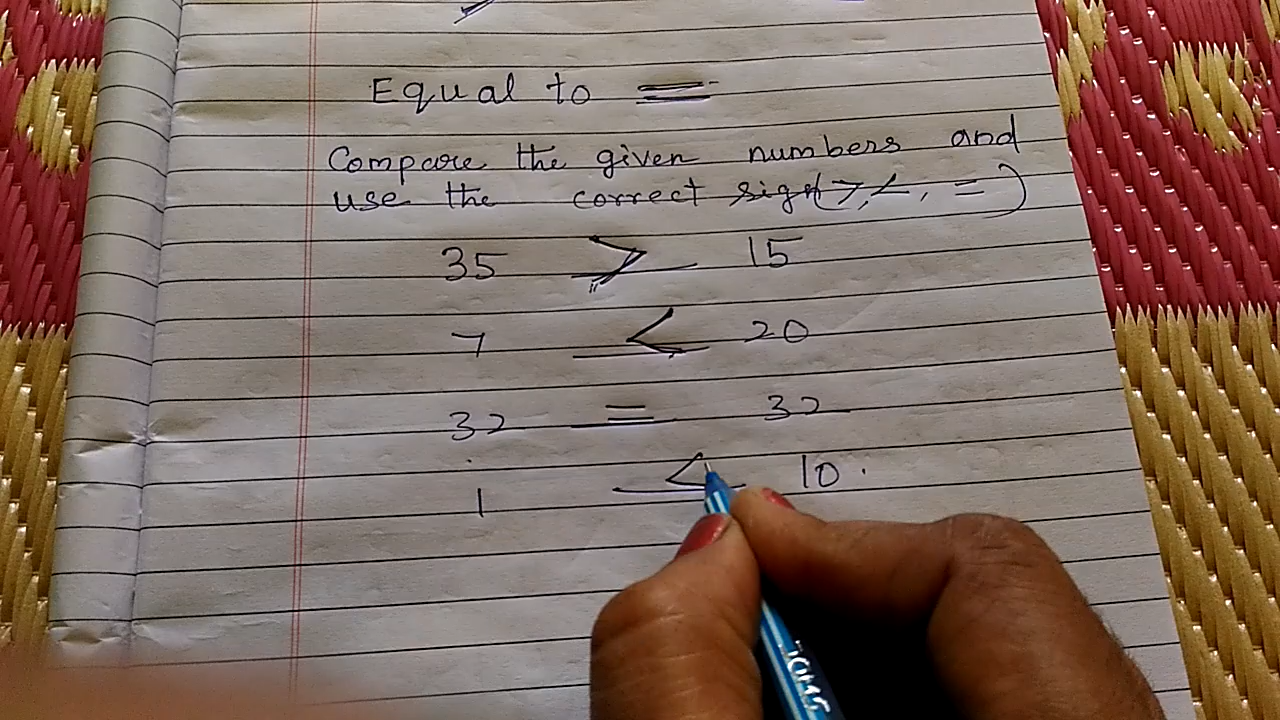 Equal to =
Compare the given numbers and
use the correct sign(>,<, =)
35 > 15
7 < 20
32 = 32
1 < 10.
DOMS